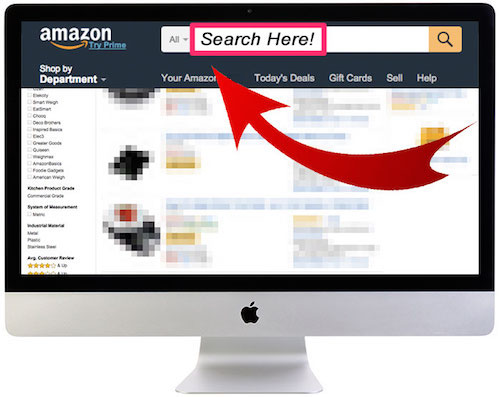 amazon
Try Prime
All
Search Here!
Shop by
Department
Your Amazon
Today's Deals
Gift Cards
Sell
Help
Etekcity
Smart Weigh
EatSmart
Chooq
Deco Brothers
Inspired Basics
Elec3
Greater Goods
Quiseen
Weighmax
AmazonBasics
Foodie Gadgets
American Weigh
Kitchen Product Grade
Commercial Grade
System of Measurement
Metric
Industrial Material
Metal
Plastic
Stainless Steel
Avg. Customer Review
& Up
& Up